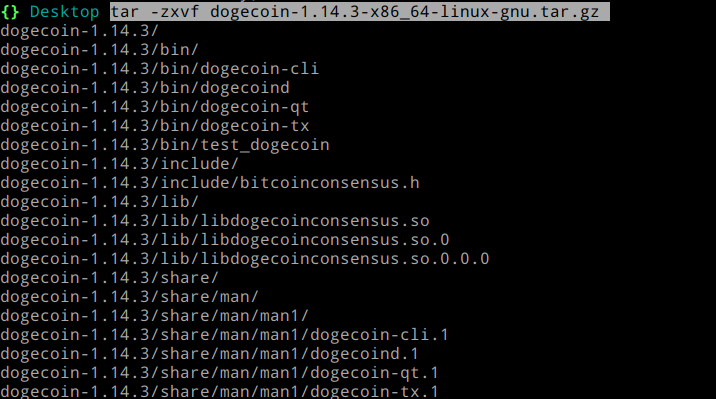 {} Desktop tar -zxvf dogecoin-1.14.3-x86_64-linux-gnu.tar.gz
dogecoin-1.14.3/
dogecoin-1.14.3/bin/
dogecoin-1.14.3/bin/dogecoin-cli
dogecoin-1.14.3/bin/dogecoind
dogecoin-1.14.3/bin/dogecoin-qt
dogecoin-1.14.3/bin/dogecoin-tx
dogecoin-1.14.3/bin/test_dogecoin
dogecoin-1.14.3/include/
dogecoin-1.14.3/include/bitcoinconsensus.h
dogecoin-1.14.3/lib/
dogecoin-1.14.3/lib/libdogecoinconsensus.so
dogecoin-1.14.3/lib/libdogecoinconsensus.so.0
dogecoin-1.14.3/lib/libdogecoinconsensus.so.0.0.0
dogecoin-1.14.3/share/
dogecoin-1.14.3/share/man/
dogecoin-1.14.3/share/man/man1/
dogecoin-1.14.3/share/man/man1/dogecoin-cli.1
dogecoin-1.14.3/share/man/man1/dogecoind.1
dogecoin-1.14.3/share/man/man1/dogecoin-qt.1
dogecoin-1.14.3/share/man/man1/dogecoin-tx.1